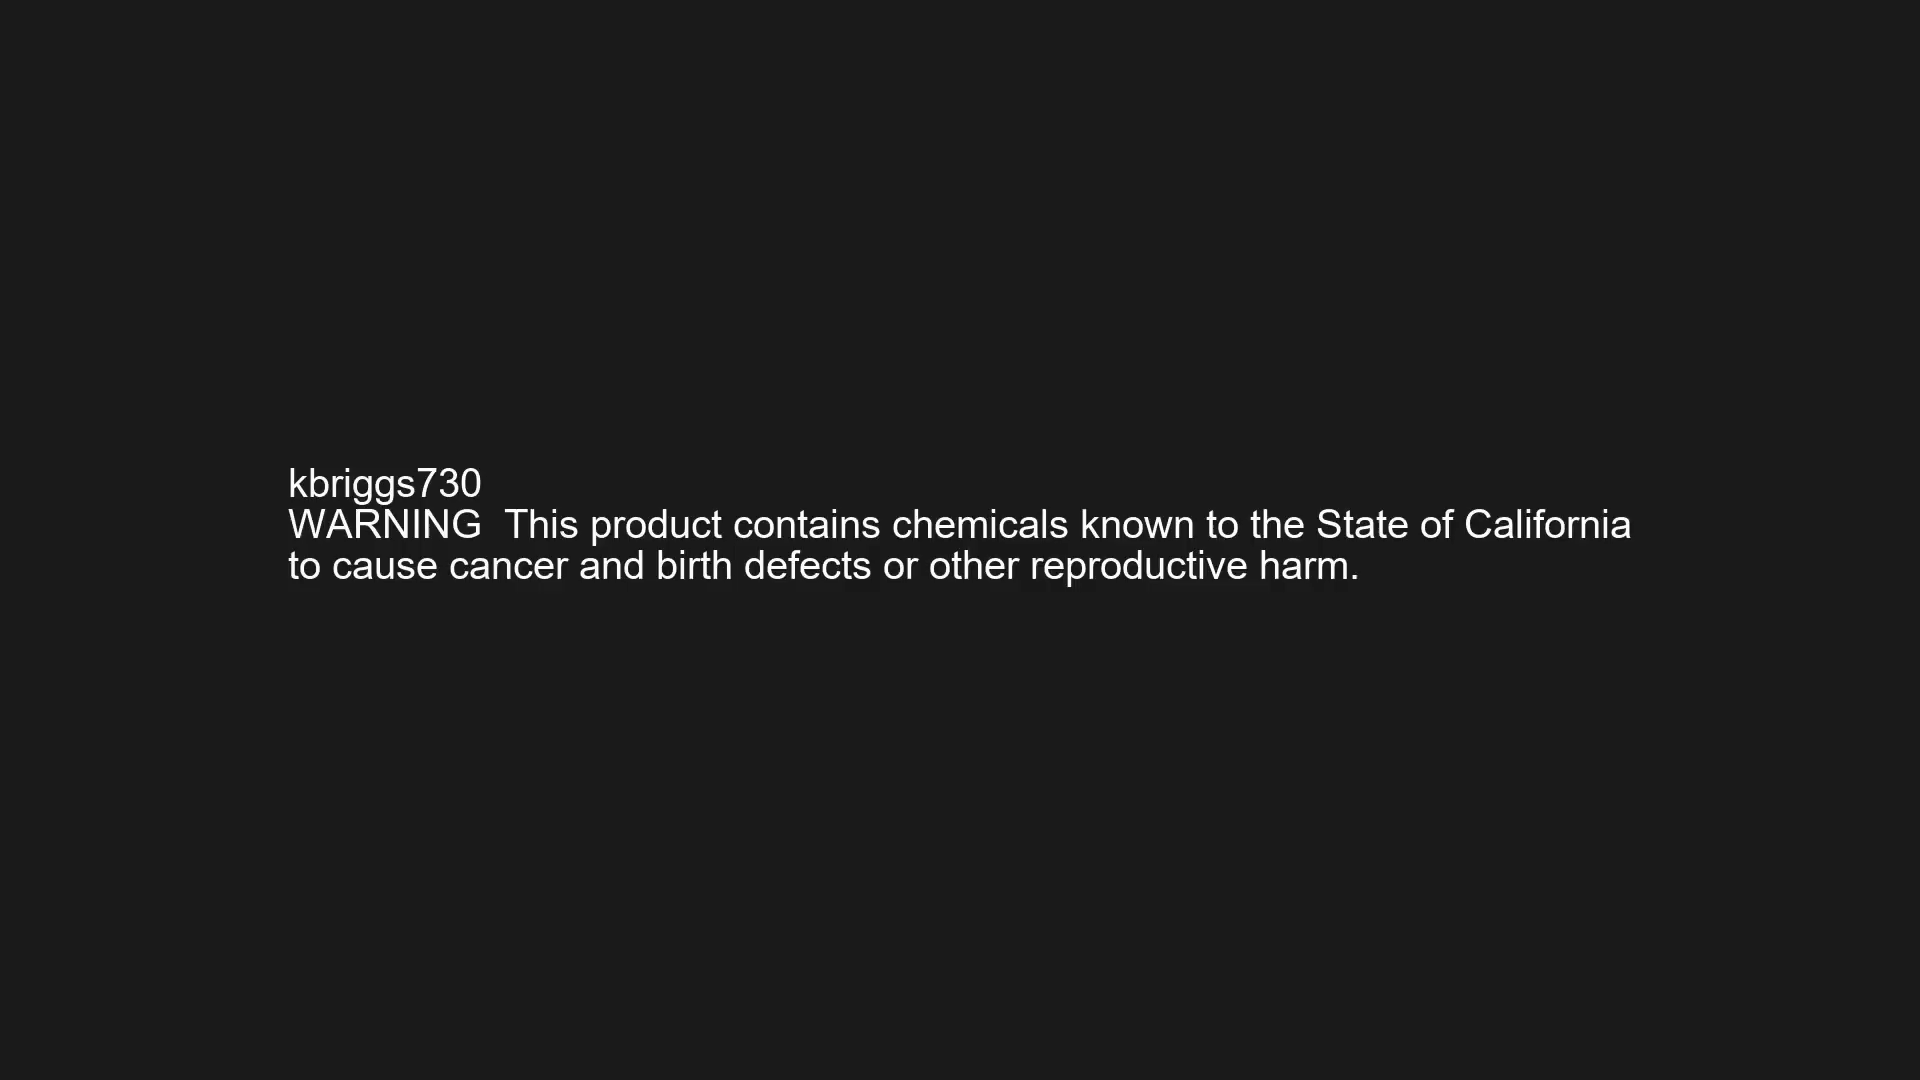 kbriggs730
WARNING  This product contains chemicals known to the State of California
to cause cancer and birth defects or other reproductive harm.